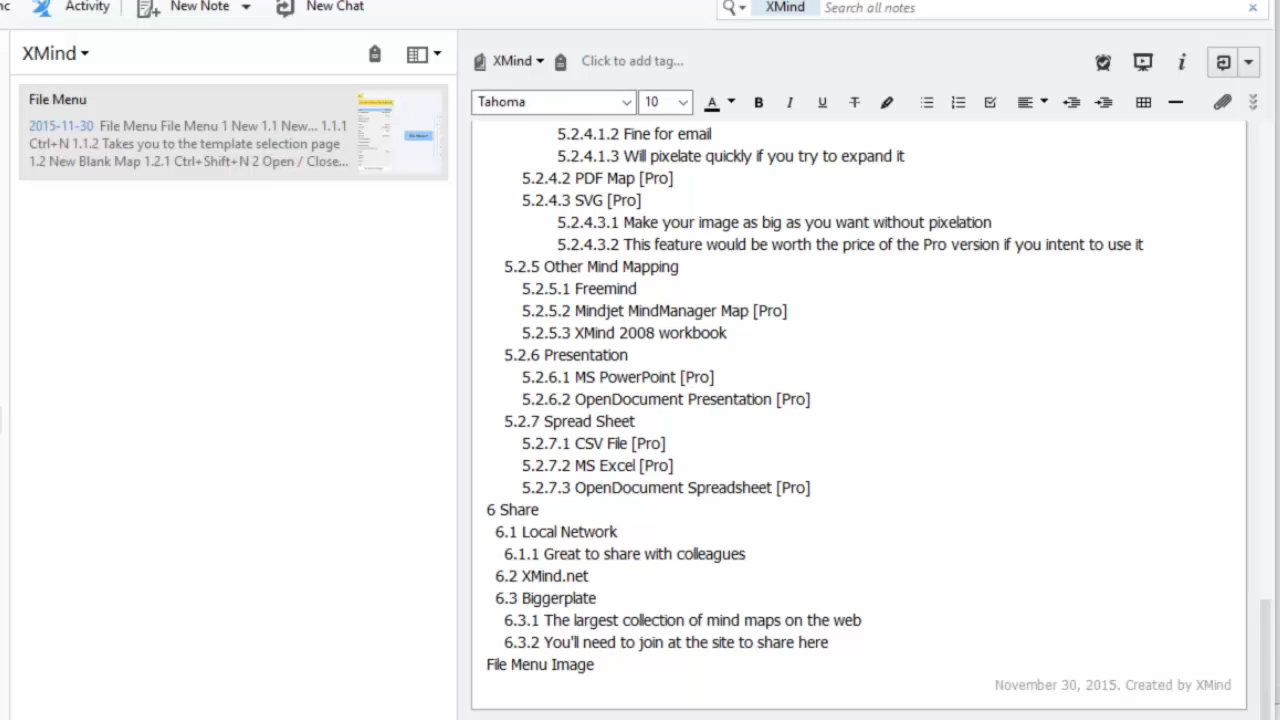 nc Activity New Note New Chat XMind Search all notes
XMind
File Menu
2015-11-30 File Menu File Menu 1 New 1.1 New... 1.1.1
Ctrl+N 1.1.2 Takes you to the template selection page
1.2 New Blank Map 1.2.1 Ctrl+Shift+N 2 Open / Close...
XMind Click to add tag...
Tahoma 10 A B I U T
5.2.4.1.2 Fine for email
5.2.4.1.3 Will pixelate quickly if you try to expand it
5.2.4.2 PDF Map [Pro]
5.2.4.3 SVG [Pro]
5.2.4.3.1 Make your image as big as you want without pixelation
5.2.4.3.2 This feature would be worth the price of the Pro version if you intent to use it
5.2.5 Other Mind Mapping
5.2.5.1 Freemind
5.2.5.2 Mindjet MindManager Map [Pro]
5.2.5.3 XMind 2008 workbook
5.2.6 Presentation
5.2.6.1 MS PowerPoint [Pro]
5.2.6.2 OpenDocument Presentation [Pro]
5.2.7 Spread Sheet
5.2.7.1 CSV File [Pro]
5.2.7.2 MS Excel [Pro]
5.2.7.3 OpenDocument Spreadsheet [Pro]
6 Share
6.1 Local Network
6.1.1 Great to share with colleagues
6.2 XMind.net
6.3 Biggerplate
6.3.1 The largest collection of mind maps on the web
6.3.2 You'll need to join at the site to share here
File Menu Image
November 30, 2015. Created by XMind